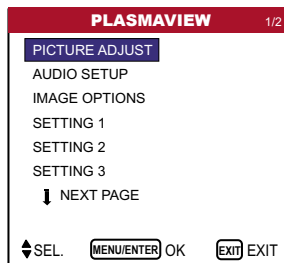 PLASMAVIEW 1/2
PICTURE ADJUST
AUDIO SETUP
IMAGE OPTIONS
SETTING 1
SETTING 2
SETTING 3
NEXT PAGE
SEL. MENU/ENTER OK EXIT EXIT